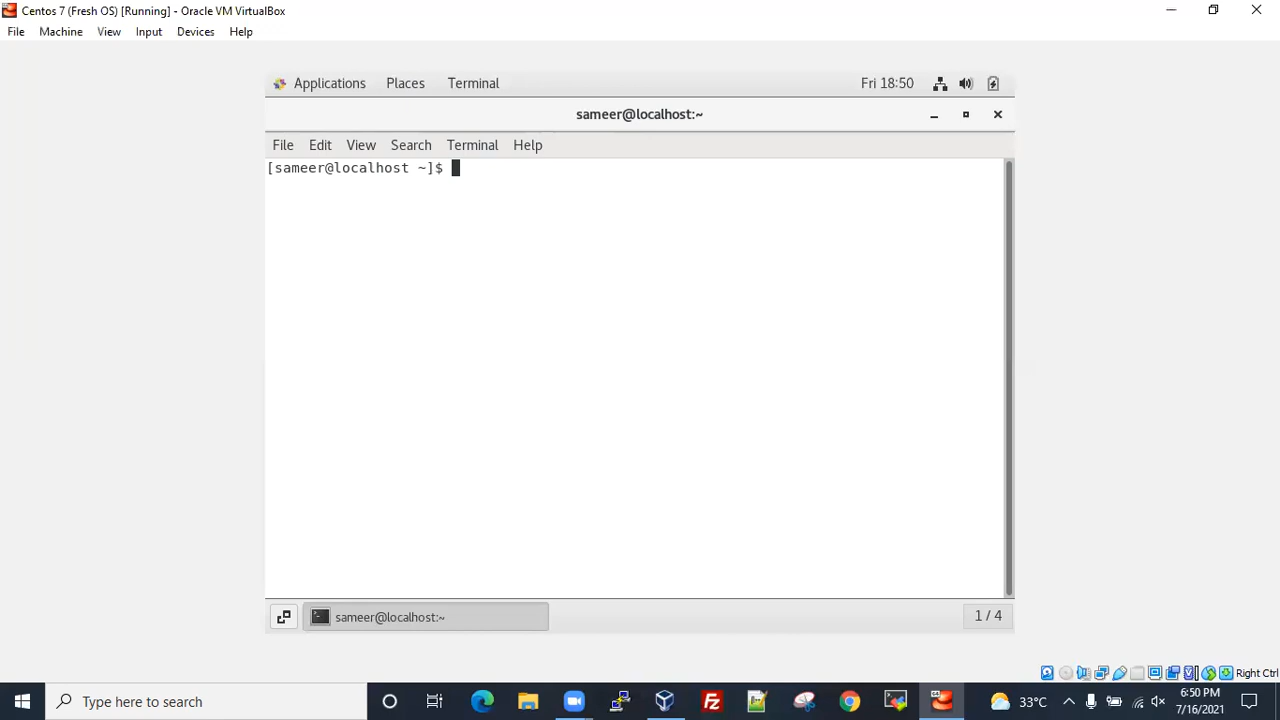 Centos 7 (Fresh OS) [Running] - Oracle VM VirtualBox
File Machine View Input Devices Help
Applications Places Terminal Fri 18:50
sameer@localhost:~
File Edit View Search Terminal Help
[sameer@localhost ~]$
sameer@localhost:~ 1 / 4
Right Ctrl
Type here to search 33°C 6:50 PM
7/16/2021